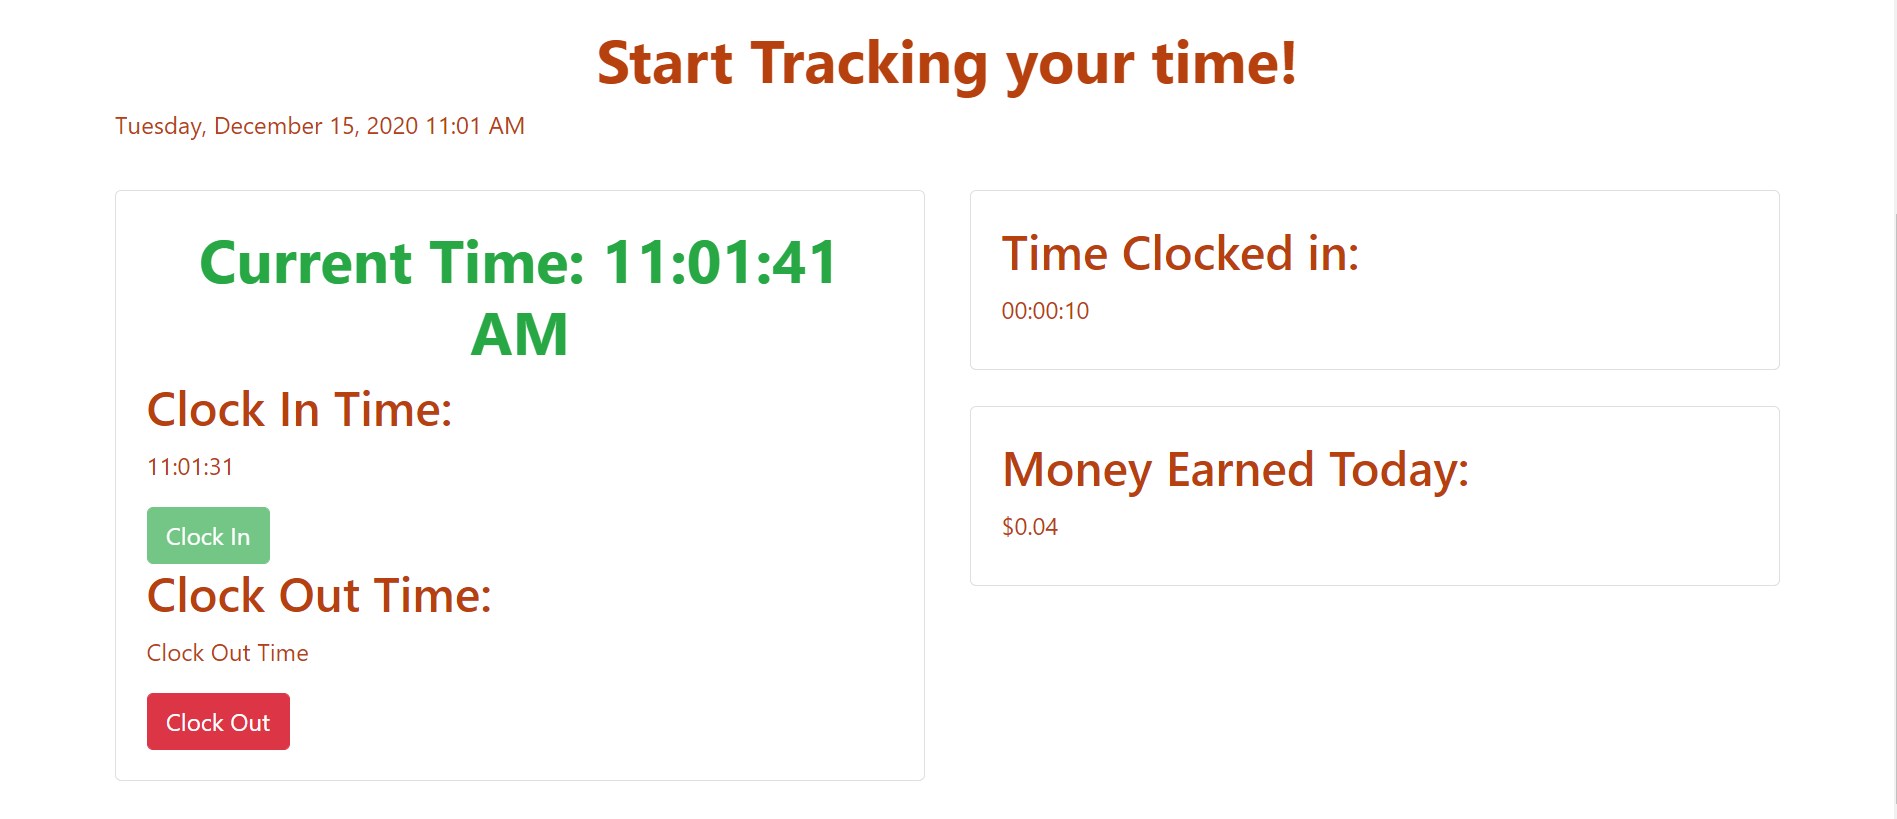 Start Tracking your time!
Tuesday, December 15, 2020 11:01 AM
Current Time: 11:01:41
AM
Clock In Time:
11:01:31
Clock In
Clock Out Time:
Clock Out Time
Clock Out
Time Clocked in:
00:00:10
Money Earned Today:
$0.04